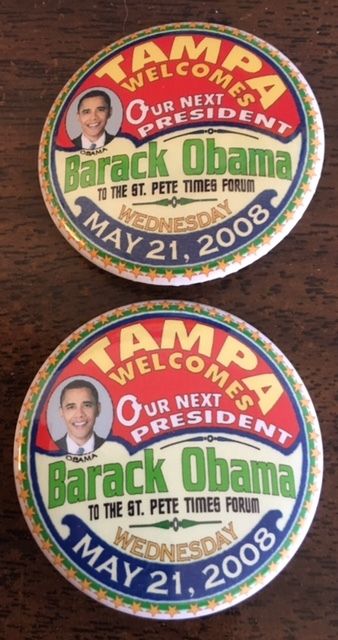 TAMPA
WELCOMES
OUR NEXT
PRESIDENT
OBAMA
Barack Obama
TO THE ST. PETE TIMES FORUM
WEDNESDAY
MAY 21, 2008
TAMPA
WELCOMES
OUR NEXT
PRESIDENT
OBAMA
Barack Obama
TO THE ST. PETE TIMES FORUM
WEDNESDAY
MAY 21, 2008